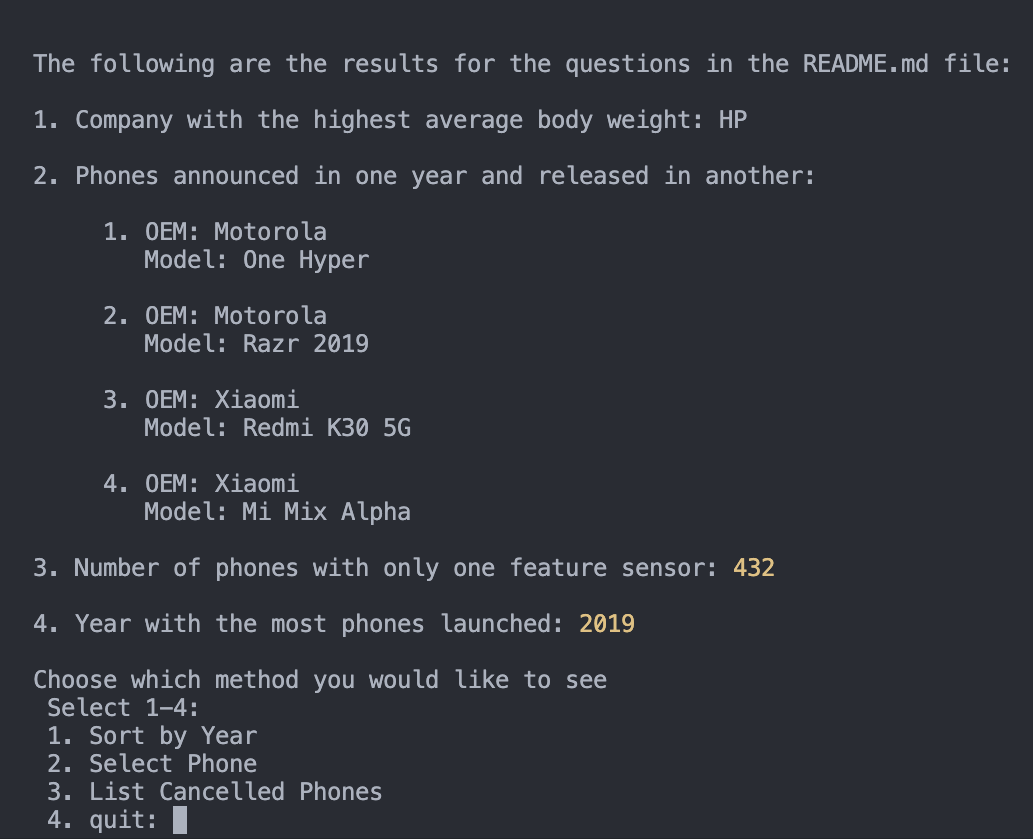 The following are the results for the questions in the README.md file:
1. Company with the highest average body weight: HP
2. Phones announced in one year and released in another:
1. OEM: Motorola
Model: One Hyper
2. OEM: Motorola
Model: Razr 2019
3. OEM: Xiaomi
Model: Redmi K30 5G
4. OEM: Xiaomi
Model: Mi Mix Alpha
3. Number of phones with only one feature sensor: 432
4. Year with the most phones launched: 2019
Choose which method you would like to see
Select 1-4:
1. Sort by Year
2. Select Phone
3. List Cancelled Phones
4. quit: